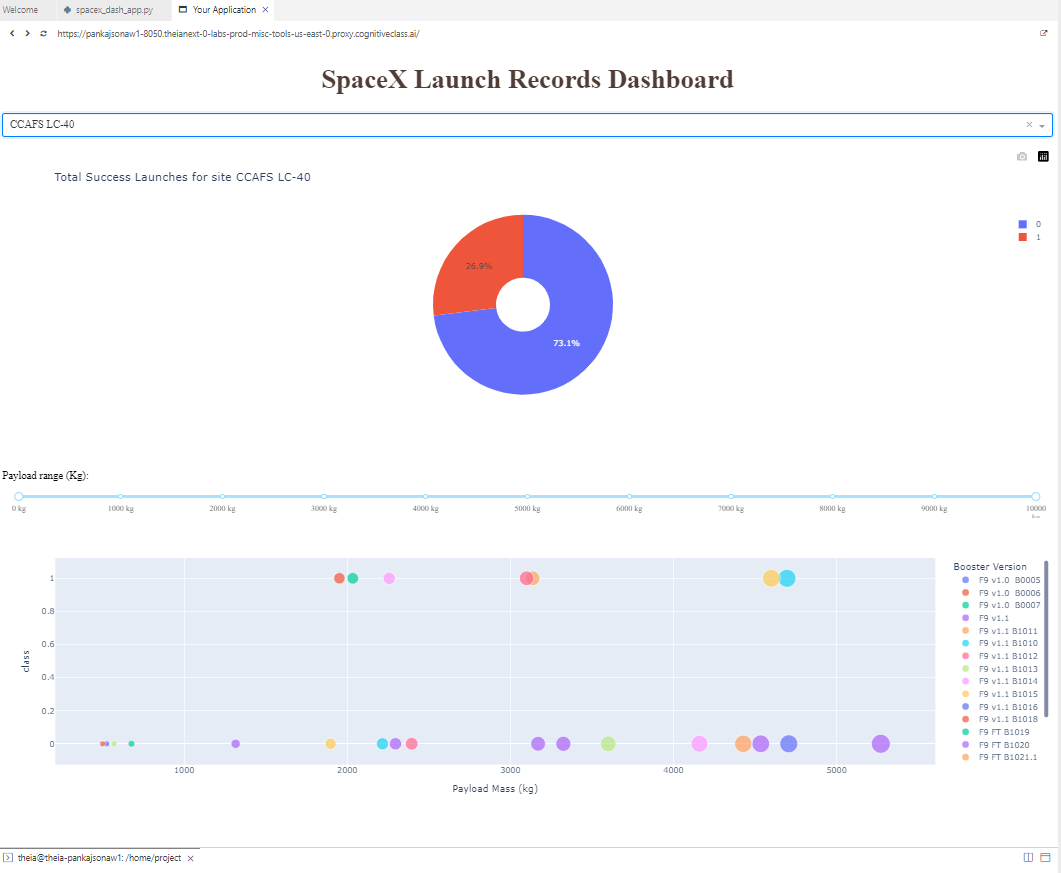 Welcome
spacex_dash_app.py
Your Application
https://pankajsonaw1-8050.theianext-0-labs-prod-misc-tools-us-east-0.proxy.cognitiveclass.ai/
SpaceX Launch Records Dashboard
CCAFS LC-40
Total Success Launches for site CCAFS LC-40
0
1
26.9%
73.1%
Payload range (Kg):
0 kg 1000 kg 2000 kg 3000 kg 4000 kg 5000 kg 6000 kg 7000 kg 8000 kg 9000 kg 10000
class
1
0.8
0.6
0.4
0.2
0
1000 2000 3000 4000 5000
Payload Mass (kg)
Booster Version
F9 v1.0 B0005
F9 v1.0 B0006
F9 v1.0 B0007
F9 v1.1
F9 v1.1 B1011
F9 v1.1 B1010
F9 v1.1 B1012
F9 v1.1 B1013
F9 v1.1 B1014
F9 v1.1 B1015
F9 v1.1 B1016
F9 v1.1 B1018
F9 FT B1019
F9 FT B1020
F9 FT B1021.1
theia@theia-pankajsonaw1: /home/project